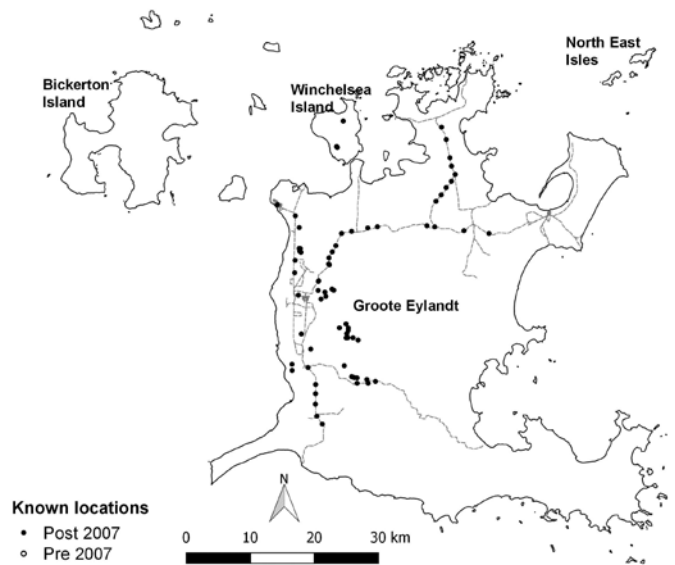 North East
Isles
Bickerton
Island
Winchelsea
Island
Groote Eylandt
N
Known locations
Post 2007
Pre 2007
0 10 20 30 km